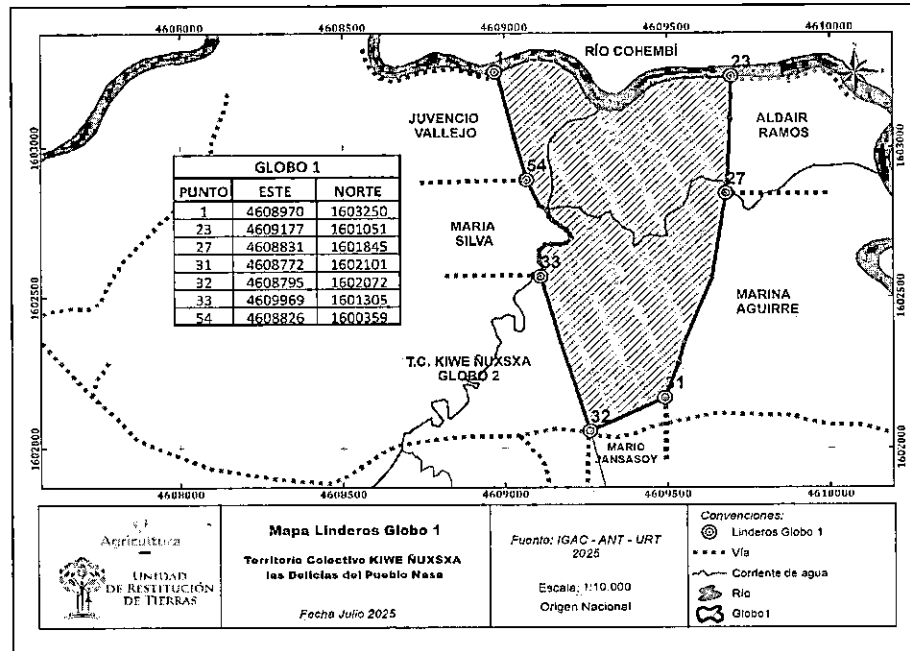 4608000 4608500 4609000 4609500 4610000
RÍO COHEMBÍ
1
23
JUVENCIO
VALLEJO
ALDAIR
RAMOS
1603000
1603000
GLOBO 1
PUNTO ESTE NORTE
1 4608970 1603250
23 4609177 1601051
27 4608831 1601845
31 4608772 1602101
32 4608795 1602072
33 4609969 1601305
54 4608826 1600359
54
27
MARIA
SILVA
33
MARINA
AGUIRRE
1602500
1602500
T.C. KIWE ÑUXSXA
GLOBO 2
31
32
MARIO
JANSASOY
1602000
1602000
4608000 4608500 4609000 4609500 4610000
Agricultura
UNIDAD
DE RESTITUCIÓN
DE TIERRAS
Mapa Linderos Globo 1
Territorio Colectivo KIWE ÑUXSXA
las Delicias del Pueblo Nasa
Fecha Julio 2025
Fuente: IGAC - ANT - URT
2025
Escala: 1:10.000
Origen Nacional
Convenciones:
Linderos Globo 1
Vía
Corriente de agua
Río
Globo1